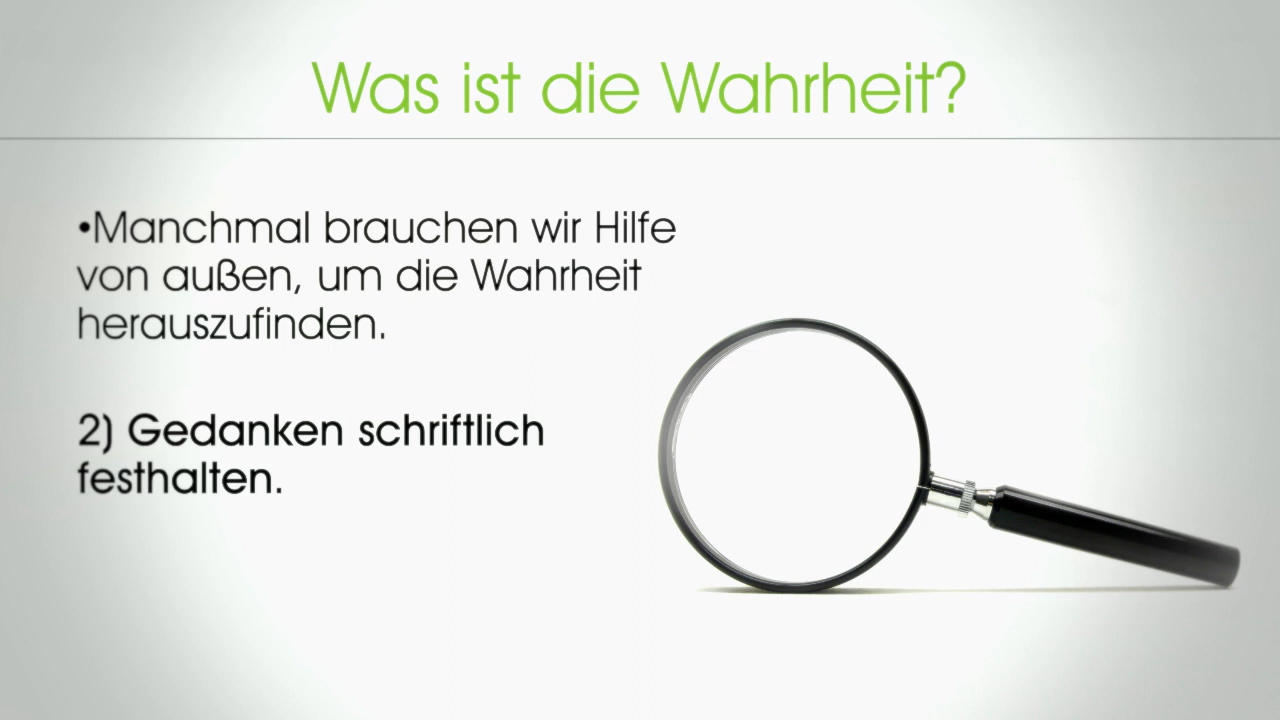 Was ist die Wahrheit?
•Manchmal brauchen wir Hilfe
von außen, um die Wahrheit
herauszufinden.
2) Gedanken schriftlich
festhalten.